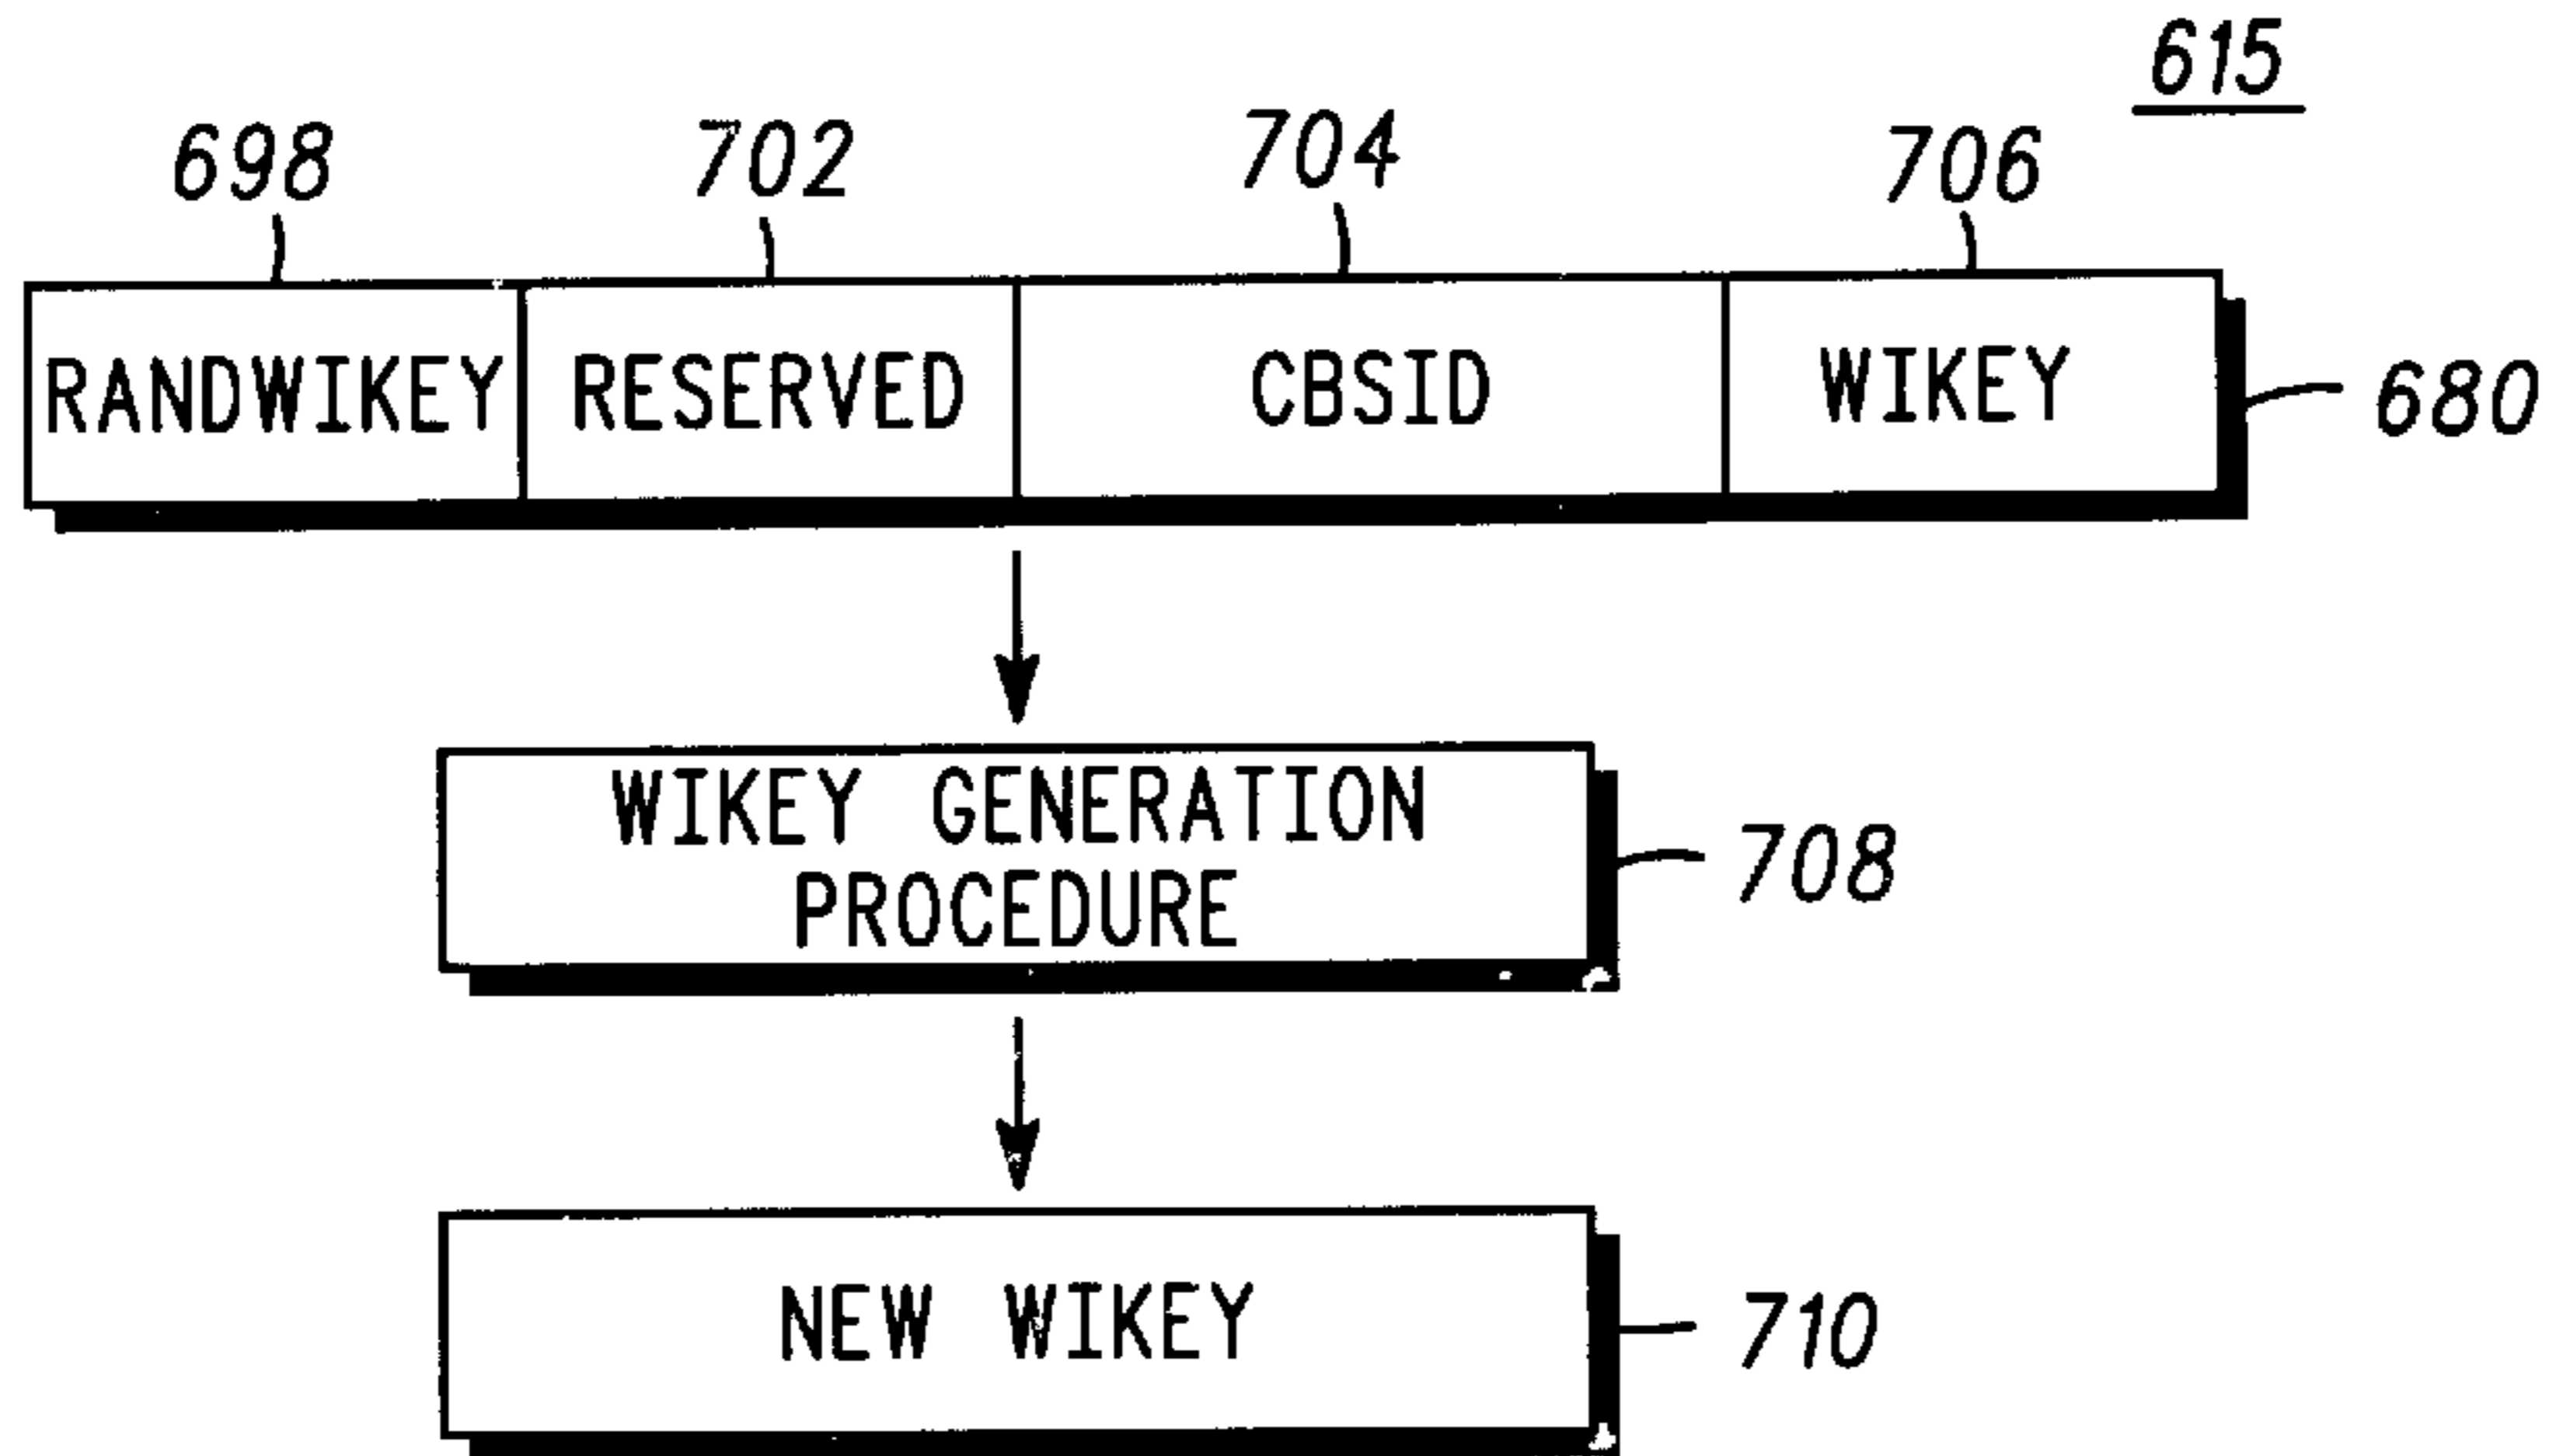 615
698 702 704 706
RANDWIKEY RESERVED CBSID WIKEY 680
WIKEY GENERATION
PROCEDURE
708
NEW WIKEY 710